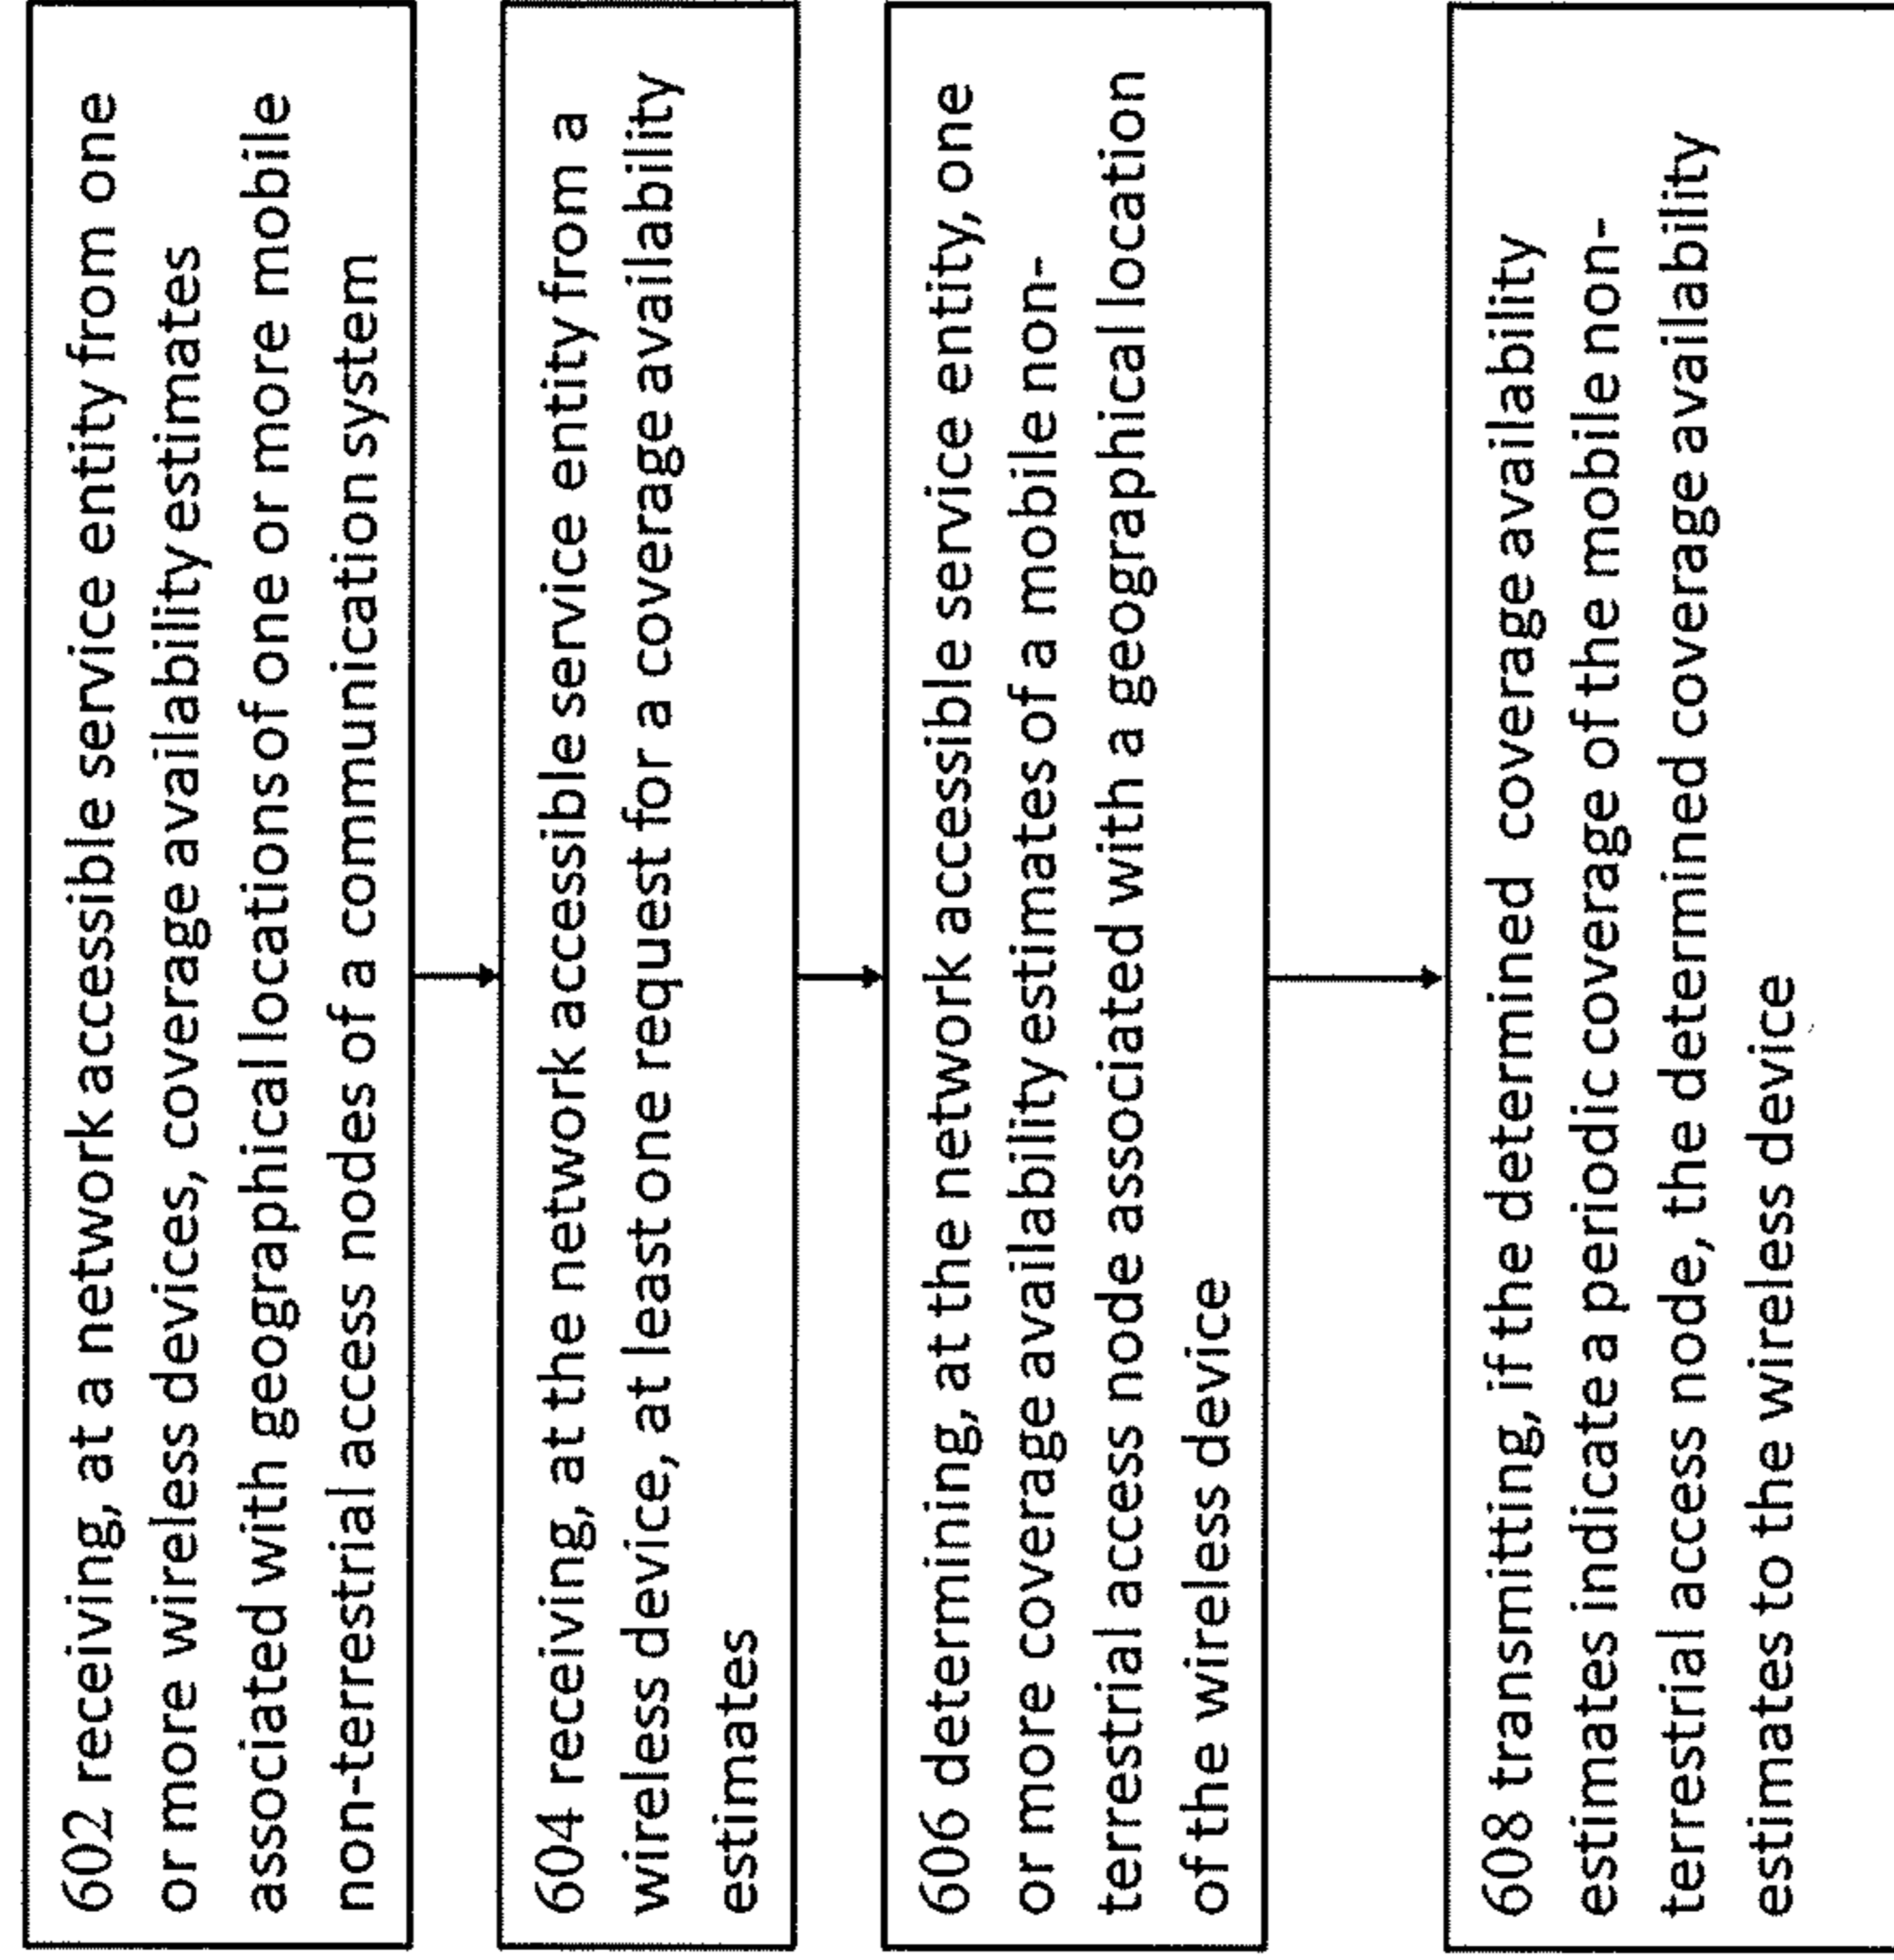 602 receiving, at a network accessible service entity from one
or more wireless devices, coverage availability estimates
associated with geographical locations of one or more mobile
non-terrestrial access nodes of a communication system
604 receiving, at the network accessible service entity from a
wireless device, at least one request for a coverage availability
estimates
606 determining, at the network accessible service entity, one
or more coverage availability estimates of a mobile non-
terrestrial access node associated with a geographical location
of the wireless device
608 transmitting, if the determined coverage availability
estimates indicate a periodic coverage of the mobile non-
terrestrial access node, the determined coverage availability
estimates to the wireless device